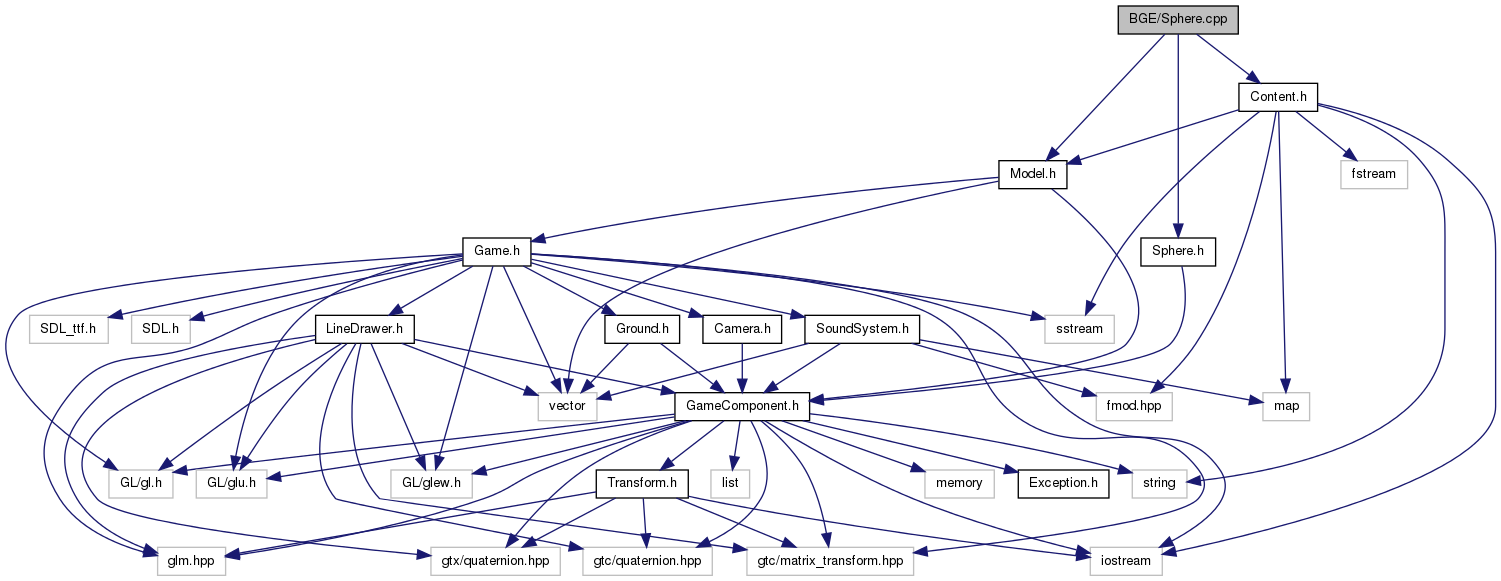 BGE/Sphere.cpp
Content.h
Model.h
fstream
Game.h
Sphere.h
SDL_ttf.h
SDL.h
LineDrawer.h
Ground.h
Camera.h
SoundSystem.h
sstream
vector
GameComponent.h
fmod.hpp
map
GL/gl.h
GL/glu.h
GL/glew.h
list
Transform.h
memory
Exception.h
string
glm.hpp
gtx/quaternion.hpp
gtc/quaternion.hpp
gtc/matrix_transform.hpp
iostream